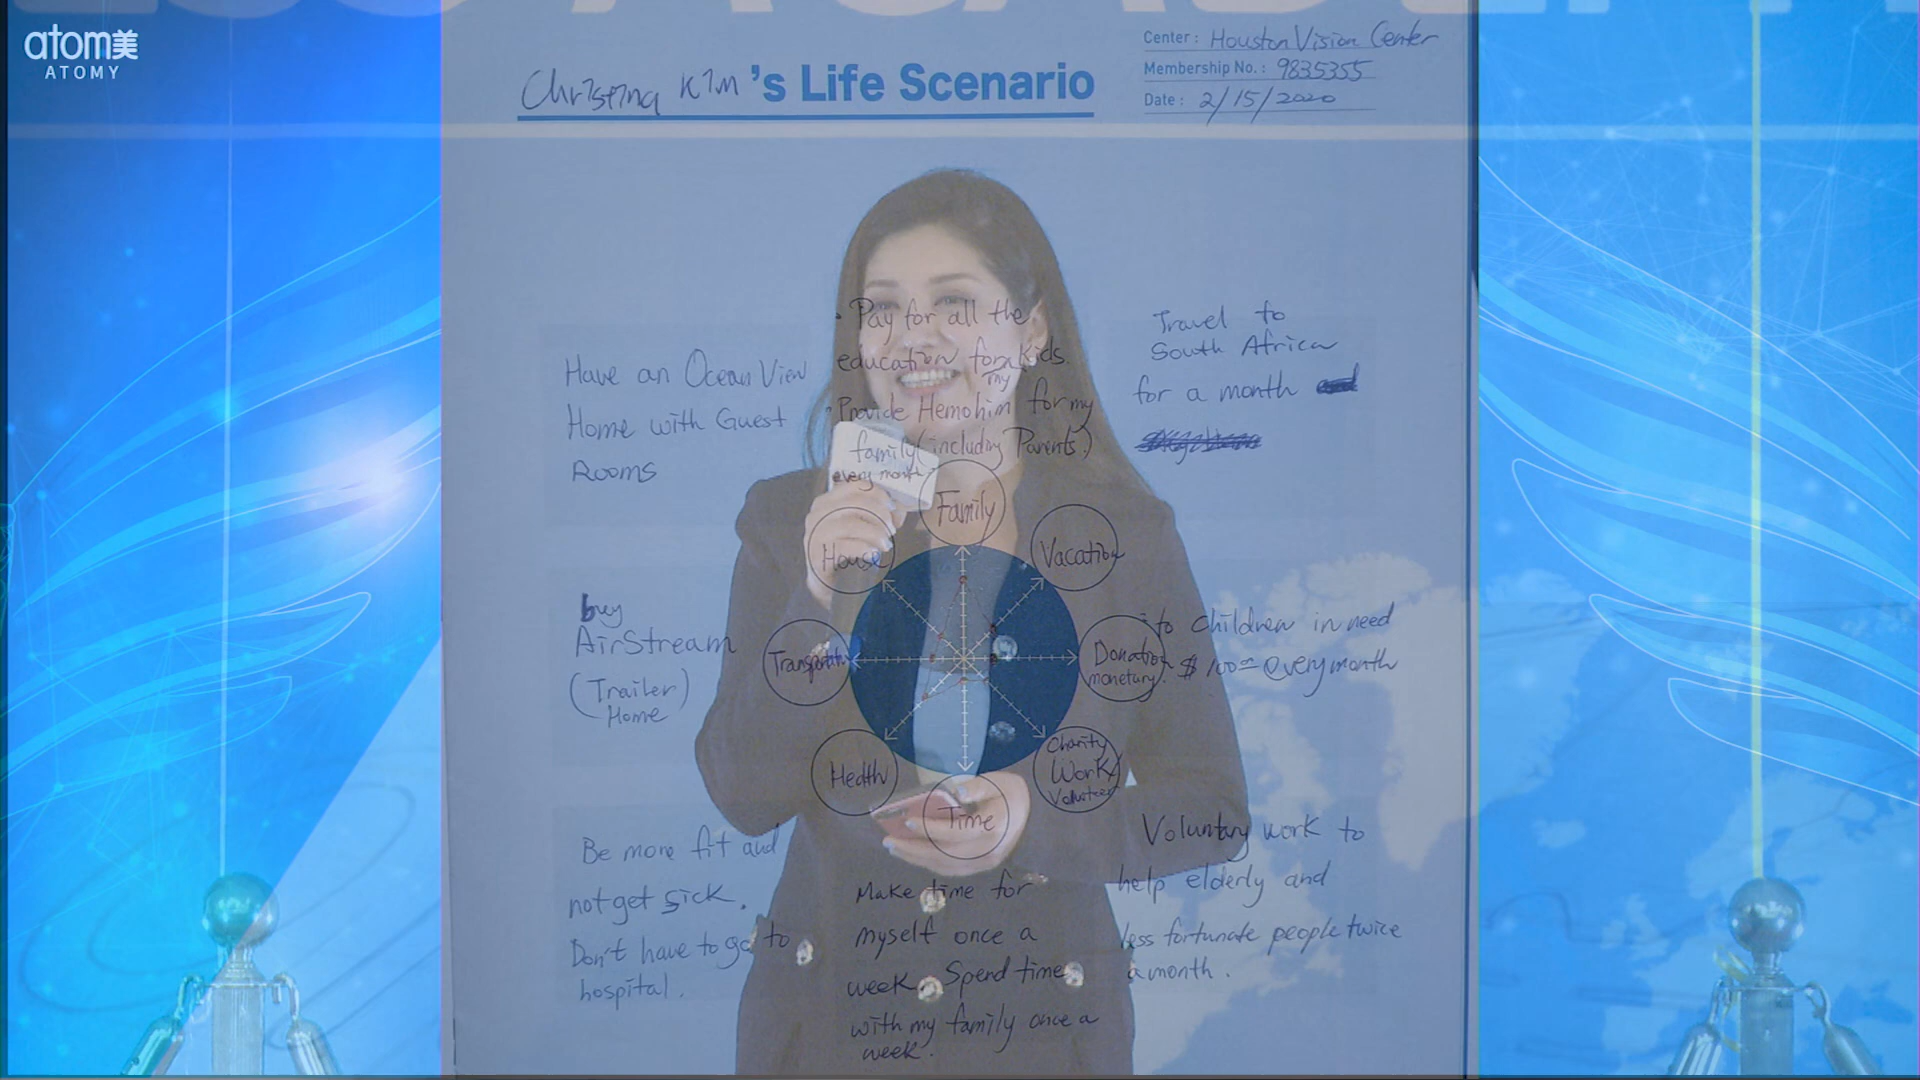 atom美
ATOMY
Christina Kim 's Life Scenario
Center : Houston Vision Center
Membership No. : 9835355
Date : 2/15/2020
Have an Ocean View
Home with Guest
Rooms
· Pay for all the
education for my kids.
· Provide Hemohim for my
family (including Parents)
every month
Travel to
South Africa
for a month
Family
House
Vacation
buy
AirStream
(Trailer
Home)
Transportation
Donation
monetary
to children in need
$100 every month
Health
Time
Charity
Work
Volunteer
Be more fit and
not get sick.
Don't have to go to
hospital.
Make time for
myself once a
week. Spend time
with my family once a
week.
Voluntary work to
help elderly and
less fortunate people twice
a month.